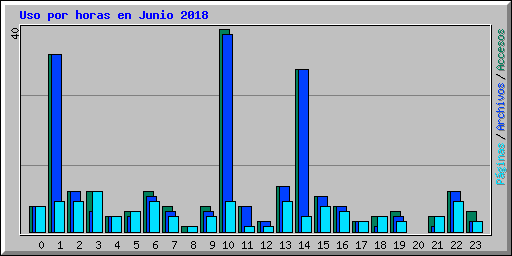 Uso por horas en Junio 2018
40
Páginas / Archivos / Accesos
0 1 2 3 4 5 6 7 8 9 10 11 12 13 14 15 16 17 18 19 20 21 22 23